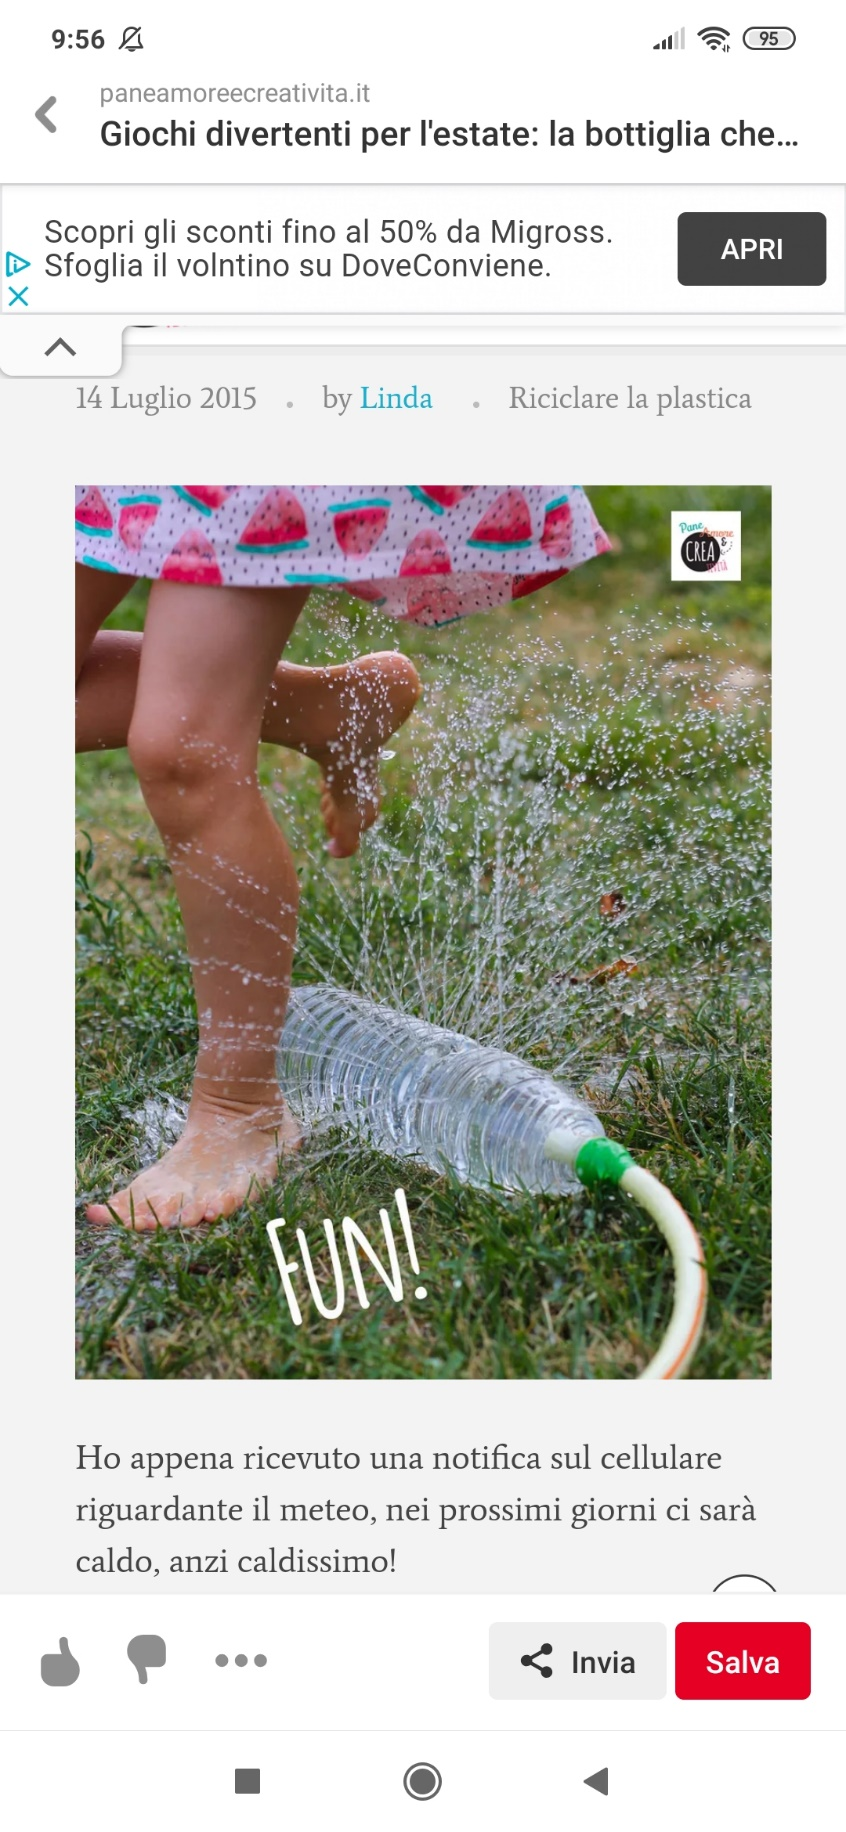 9:56
95
paneamoreecreativita.it
Giochi divertenti per l'estate: la bottiglia che...
Scopri gli sconti fino al 50% da Migross.
Sfoglia il volntino su DoveConviene.
APRI
14 Luglio 2015 . by Linda . Riciclare la plastica
Pane
Amore
&
CREA
TIVITÀ
FUN!
Ho appena ricevuto una notifica sul cellulare
riguardante il meteo, nei prossimi giorni ci sarà
caldo, anzi caldissimo!
Invia
Salva